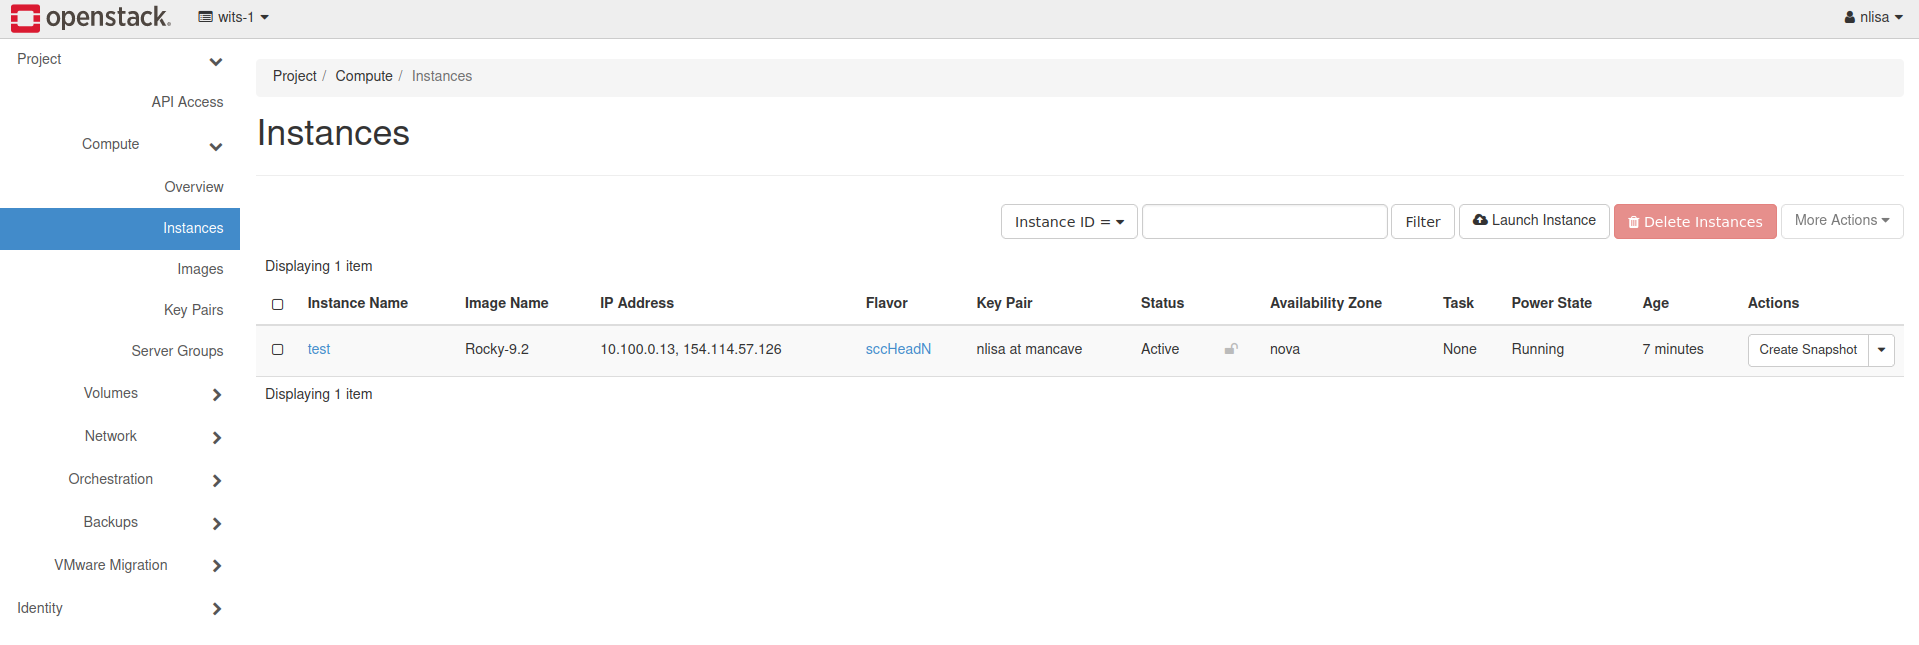 openstack. wits-1 nlisa
Project
API Access
Compute
Overview
Instances
Images
Key Pairs
Server Groups
Volumes
Network
Orchestration
Backups
VMware Migration
Identity
Project / Compute / Instances
Instances
Instance ID = Filter Launch Instance Delete Instances More Actions
Displaying 1 item
Instance Name Image Name IP Address Flavor Key Pair Status Availability Zone Task Power State Age Actions
test Rocky-9.2 10.100.0.13, 154.114.57.126 sccHeadN nlisa at mancave Active nova None Running 7 minutes Create Snapshot
Displaying 1 item